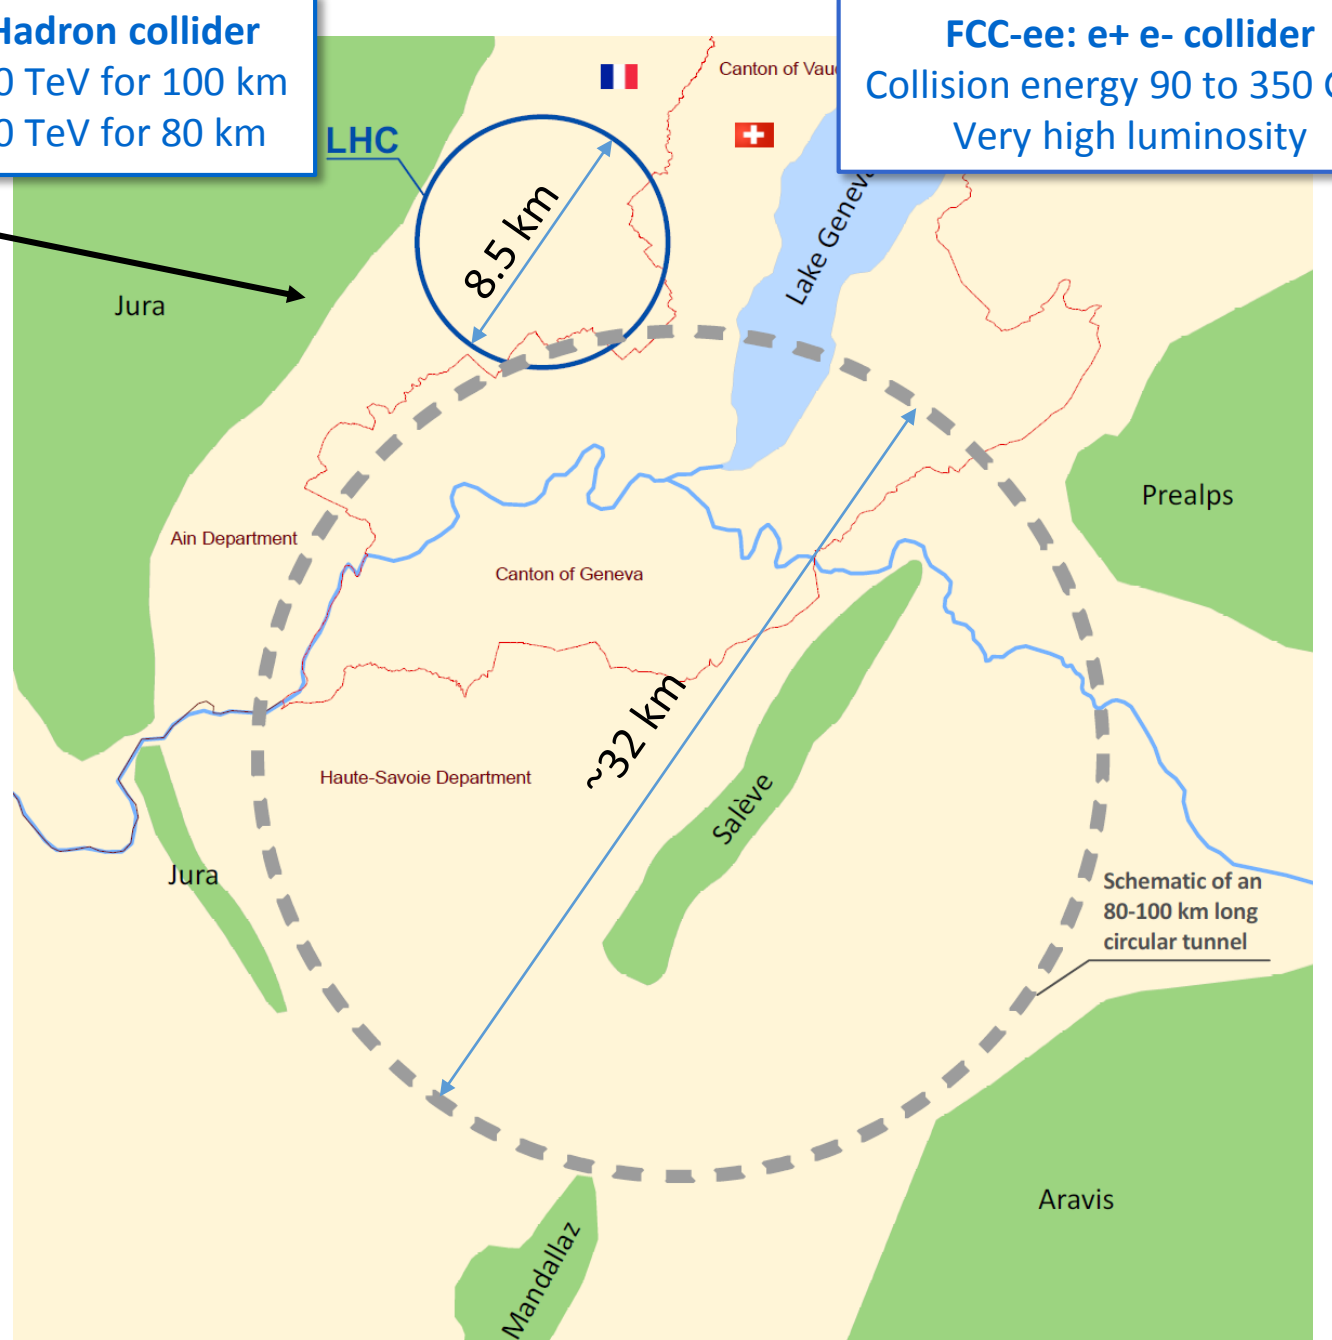 Hadron collider
0 TeV for 100 km
0 TeV for 80 km
FCC-ee: e+ e- collider
Collision energy 90 to 350
Very high luminosity
Canton of Vaud
LHC
8.5 km
Lake Geneva
Jura
Prealps
Ain Department
Canton of Geneva
~32 km
Haute-Savoie Department
Salève
Jura
Schematic of an
80-100 km long
circular tunnel
Aravis
Mandallaz